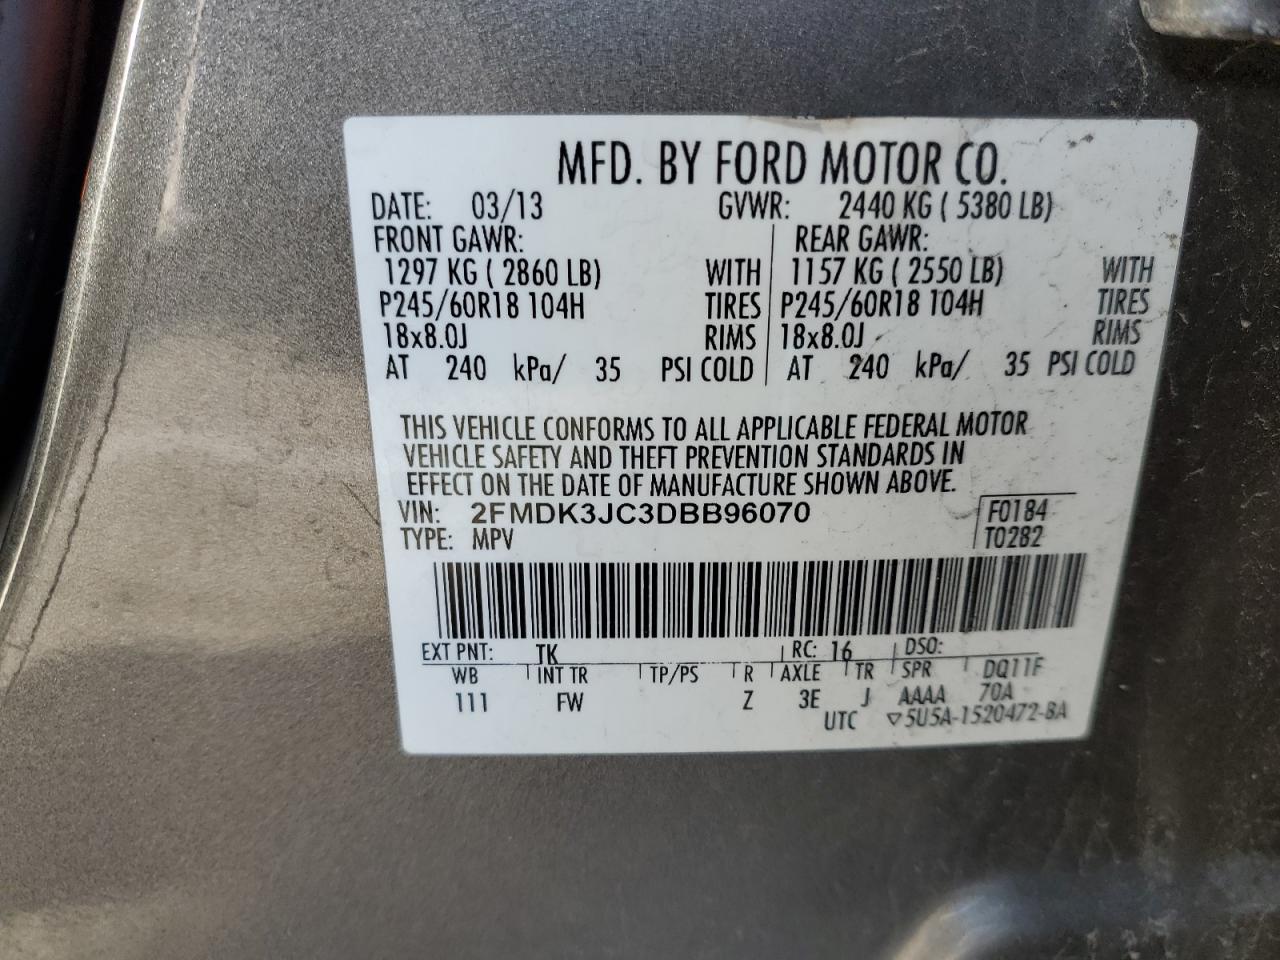 MFD. BY FORD MOTOR CO.
DATE: 03/13 GVWR: 2440 KG ( 5380 LB)
FRONT GAWR: REAR GAWR:
1297 KG ( 2860 LB) WITH 1157 KG ( 2550 LB) WITH
P245/60R18 104H TIRES P245/60R18 104H TIRES
18x8.0J RIMS 18x8.0J RIMS
AT 240 kPa/ 35 PSI COLD AT 240 kPa/ 35 PSI COLD
THIS VEHICLE CONFORMS TO ALL APPLICABLE FEDERAL MOTOR
VEHICLE SAFETY AND THEFT PREVENTION STANDARDS IN
EFFECT ON THE DATE OF MANUFACTURE SHOWN ABOVE.
VIN: 2FMDK3JC3DBB96070 F0184
TYPE: MPV T0282
EXT PNT: TK RC: 16 DSO:
WB INT TR TP/PS R AXLE TR SPR DQ11F
111 FW Z 3E J AAAA 70A
UTC ▽5U5A-1520472-BA